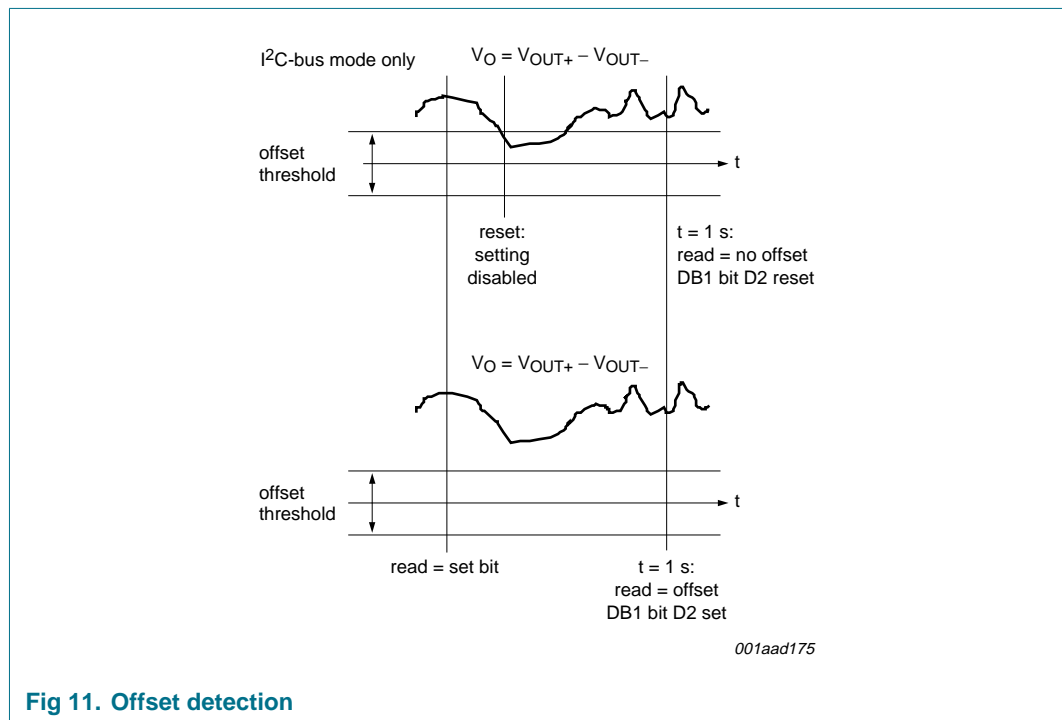 I²C-bus mode only
V_O = V_OUT+ − V_OUT−
offset
threshold
t
reset:
setting
disabled
t = 1 s:
read = no offset
DB1 bit D2 reset
V_O = V_OUT+ − V_OUT−
offset
threshold
t
read = set bit
t = 1 s:
read = offset
DB1 bit D2 set
001aad175
Fig 11. Offset detection